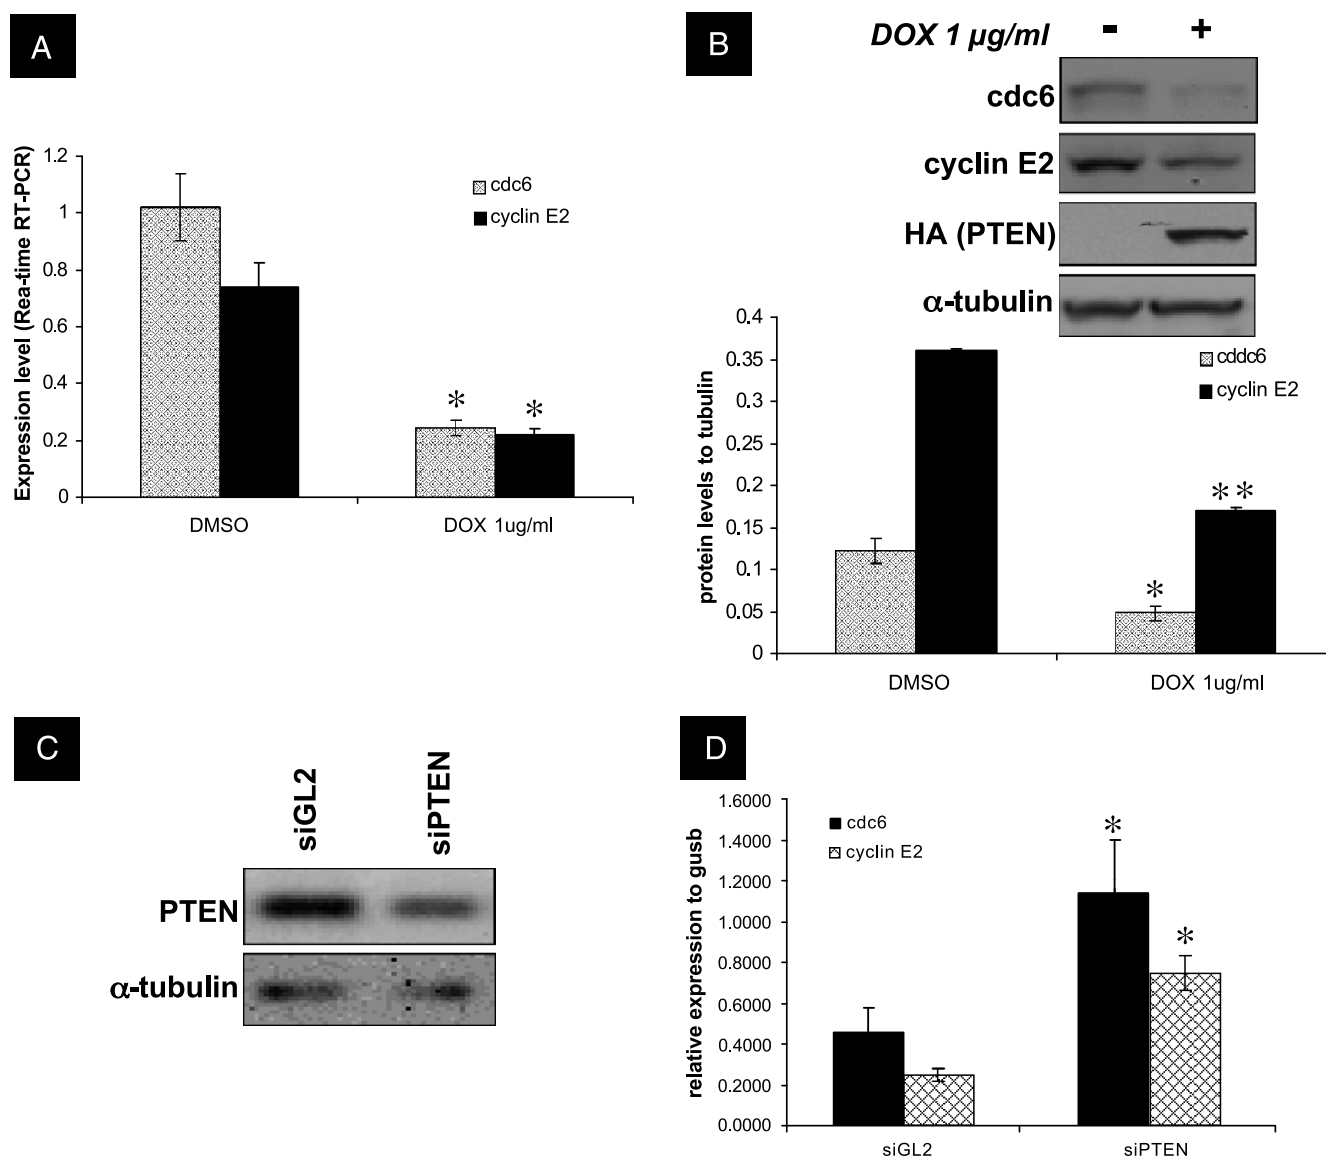 A
Expression level (Rea-time RT-PCR)
1.2
1
0.8
0.6
0.4
0.2
0
cdc6
cyclin E2
*
*
DMSO
DOX 1ug/ml
B
DOX 1 µg/ml - +
cdc6
cyclin E2
HA (PTEN)
α-tubulin
protein levels to tubulin
0.4
0.35
0.3
0.25
0.2
0.15
0.1
0.05
0
cddc6
cyclin E2
*
**
DMSO
DOX 1ug/ml
C
siGL2
siPTEN
PTEN
α-tubulin
D
relative expression to gusb
1.6000
1.4000
1.2000
1.0000
0.8000
0.6000
0.4000
0.2000
0.0000
cdc6
cyclin E2
*
*
siGL2
siPTEN